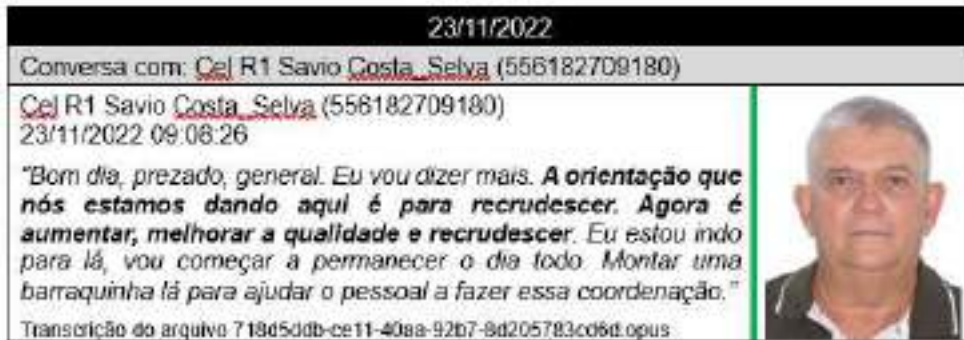 23/11/2022
Conversa com: Cel R1 Savio Costa_Selva (556182709180)
Cel R1 Savio Costa_Selva (556182709180)
23/11/2022 09:06:26
"Bom dia, prezado, general. Eu vou dizer mais. A orientação que
nós estamos dando aqui é para recrudescer. Agora é
aumentar, melhorar a qualidade e recrudescer. Eu estou indo
para lá, vou começar a permanecer o dia todo. Montar uma
barraquinha lá para ajudar o pessoal a fazer essa coordenação."
Transcrição do arquivo 718d5ddb-ce11-40aa-92b7-8d205783cd6d.opus